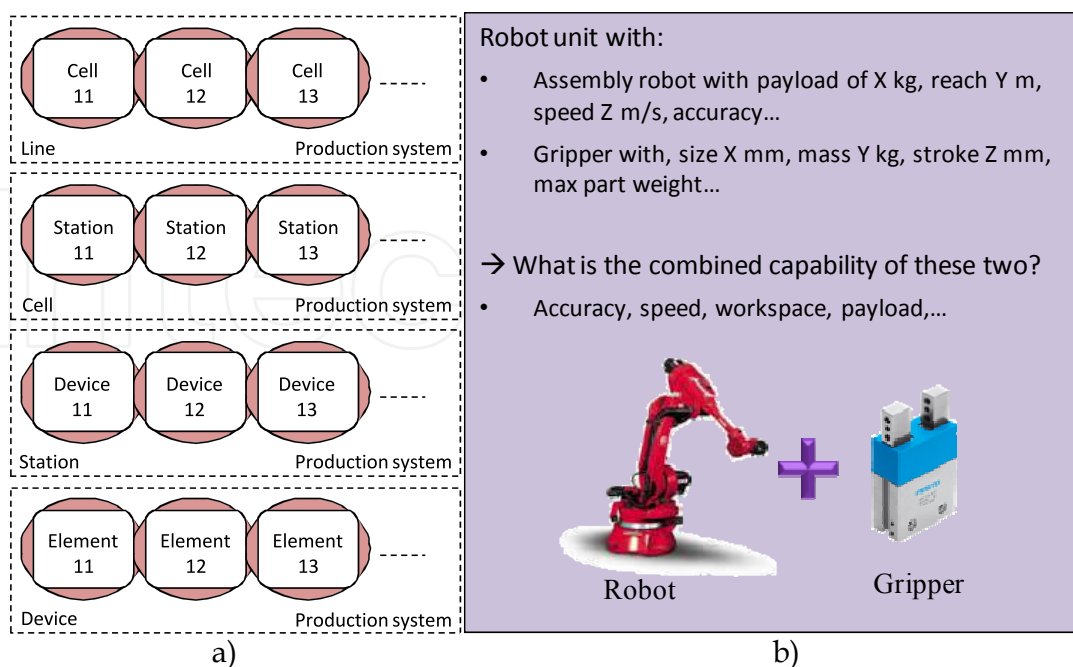 Cell
11
Cell
12
Cell
13
Line
Production system
Station
11
Station
12
Station
13
Cell
Production system
Device
11
Device
12
Device
13
Station
Production system
Element
11
Element
12
Element
13
Device
Production system
a)
Robot unit with:
• Assembly robot with payload of X kg, reach Y m,
speed Z m/s, accuracy…
• Gripper with, size X mm, mass Y kg, stroke Z mm,
max part weight…
→ What is the combined capability of these two?
• Accuracy, speed, workspace, payload,…
Robot
Gripper
b)